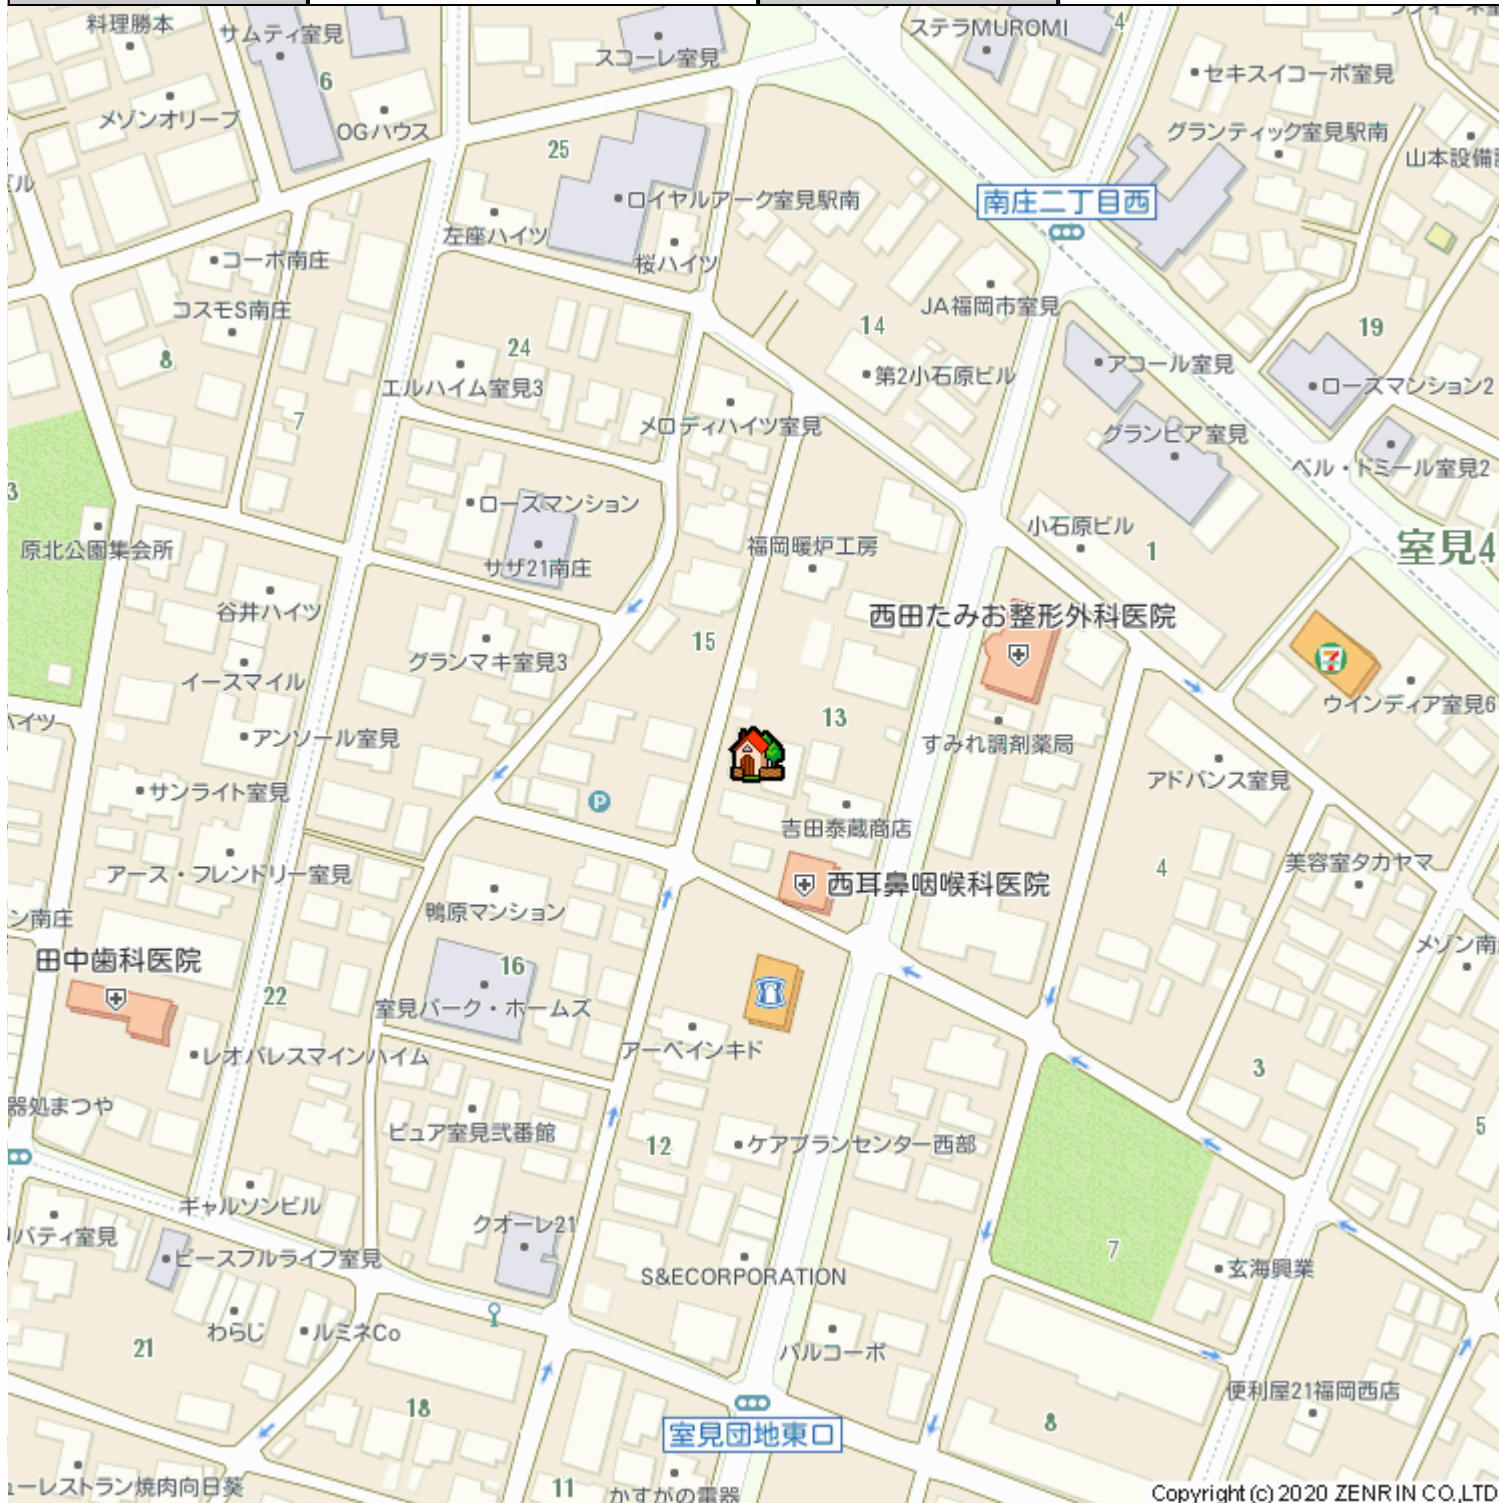 料理勝本
サムティ室見
スコーレ室見
ステラMUROMI
4
セキスイコーポ室見
6
メゾンオリーブ
OGハウス
グランティック室見駅南
25
ロイヤルアーク室見駅南
南庄二丁目西
左座ハイツ
コーポ南庄
桜ハイツ
コスモS南庄
JA福岡市室見
14
19
24
8
アコール室見
第2小石原ビル
エルハイム室見3
ローズマンション2
7
メロディハイツ室見
グランピア室見
ベル・ドミール室見2
3
ローズマンション
小石原ビル
原北公園集会所
福岡暖炉工房
1
室見4
サザ21南庄
谷井ハイツ
西田たみお整形外科医院
15
グランマキ室見3
イースマイル
ウインディア室見6
13
アンソール室見
すみれ調剤薬局
アドバンス室見
サンライト室見
P
吉田泰蔵商店
美容室タカヤマ
アース・フレンドリー室見
4
西耳鼻咽喉科医院
鴨原マンション
ン南庄
田中歯科医院
16
22
室見パーク・ホームズ
アーベインキド
レオパレスマインハイム
3
器処まつや
ピュア室見弐番館
12
ケアプランセンター西部
5
ギャルソンビル
クオーレ21
バティ室見
ピースフルライフ室見
7
玄海興業
S&ECORPORATION
わらじ
ルミネCo
21
パルコーポ
便利屋21福岡西店
18
8
室見団地東口
ーレストラン焼肉向日葵
11
かすがの電器
Copyright (c) 2020 ZENRIN CO.,LTD